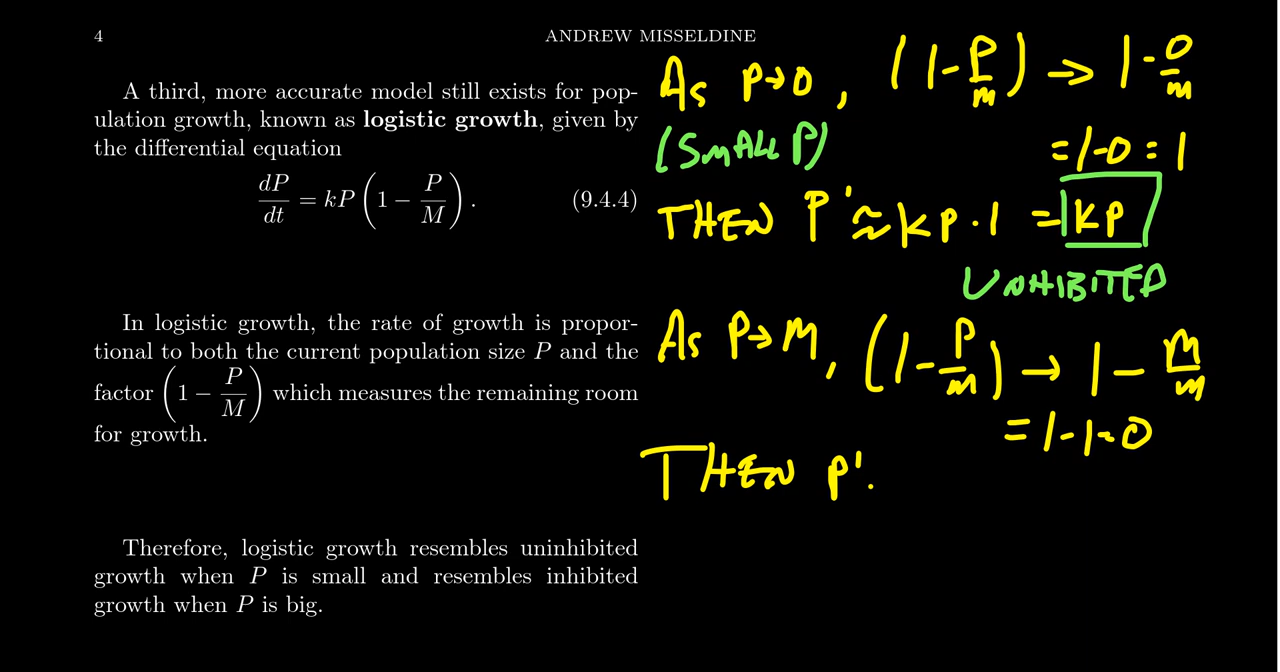 4 ANDREW MISSELDINE
A third, more accurate model still exists for pop-
ulation growth, known as logistic growth, given by
the differential equation
dP/dt = kP (1 − P/M). (9.4.4)
In logistic growth, the rate of growth is propor-
tional to both the current population size P and the
factor (1 − P/M) which measures the remaining room
for growth.
Therefore, logistic growth resembles uninhibited
growth when P is small and resembles inhibited
growth when P is big.
As P→0, (1-P/m) → 1-0/m
(SMALL P)
=1-0=1
THEN P' ≈ kP·1 = kP
UNHIBITED
As P→M, (1-P/m) → 1-M/m
=1-1=0
THEN P'